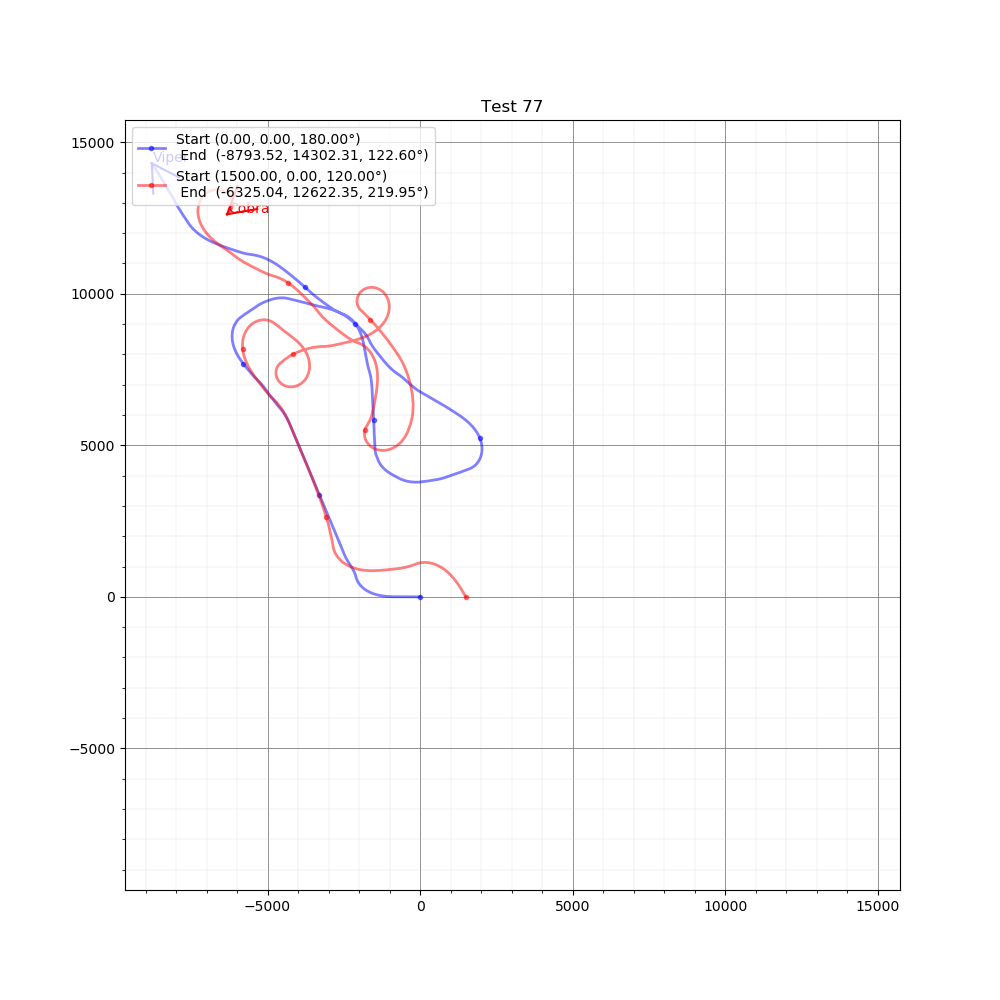 Test 77
Start (0.00, 0.00, 180.00°)
End (-8793.52, 14302.31, 122.60°)
Start (1500.00, 0.00, 120.00°)
End (-6325.04, 12622.35, 219.95°)
Viper
Cobra
15000
10000
5000
0
−5000
−5000
0
5000
10000
15000